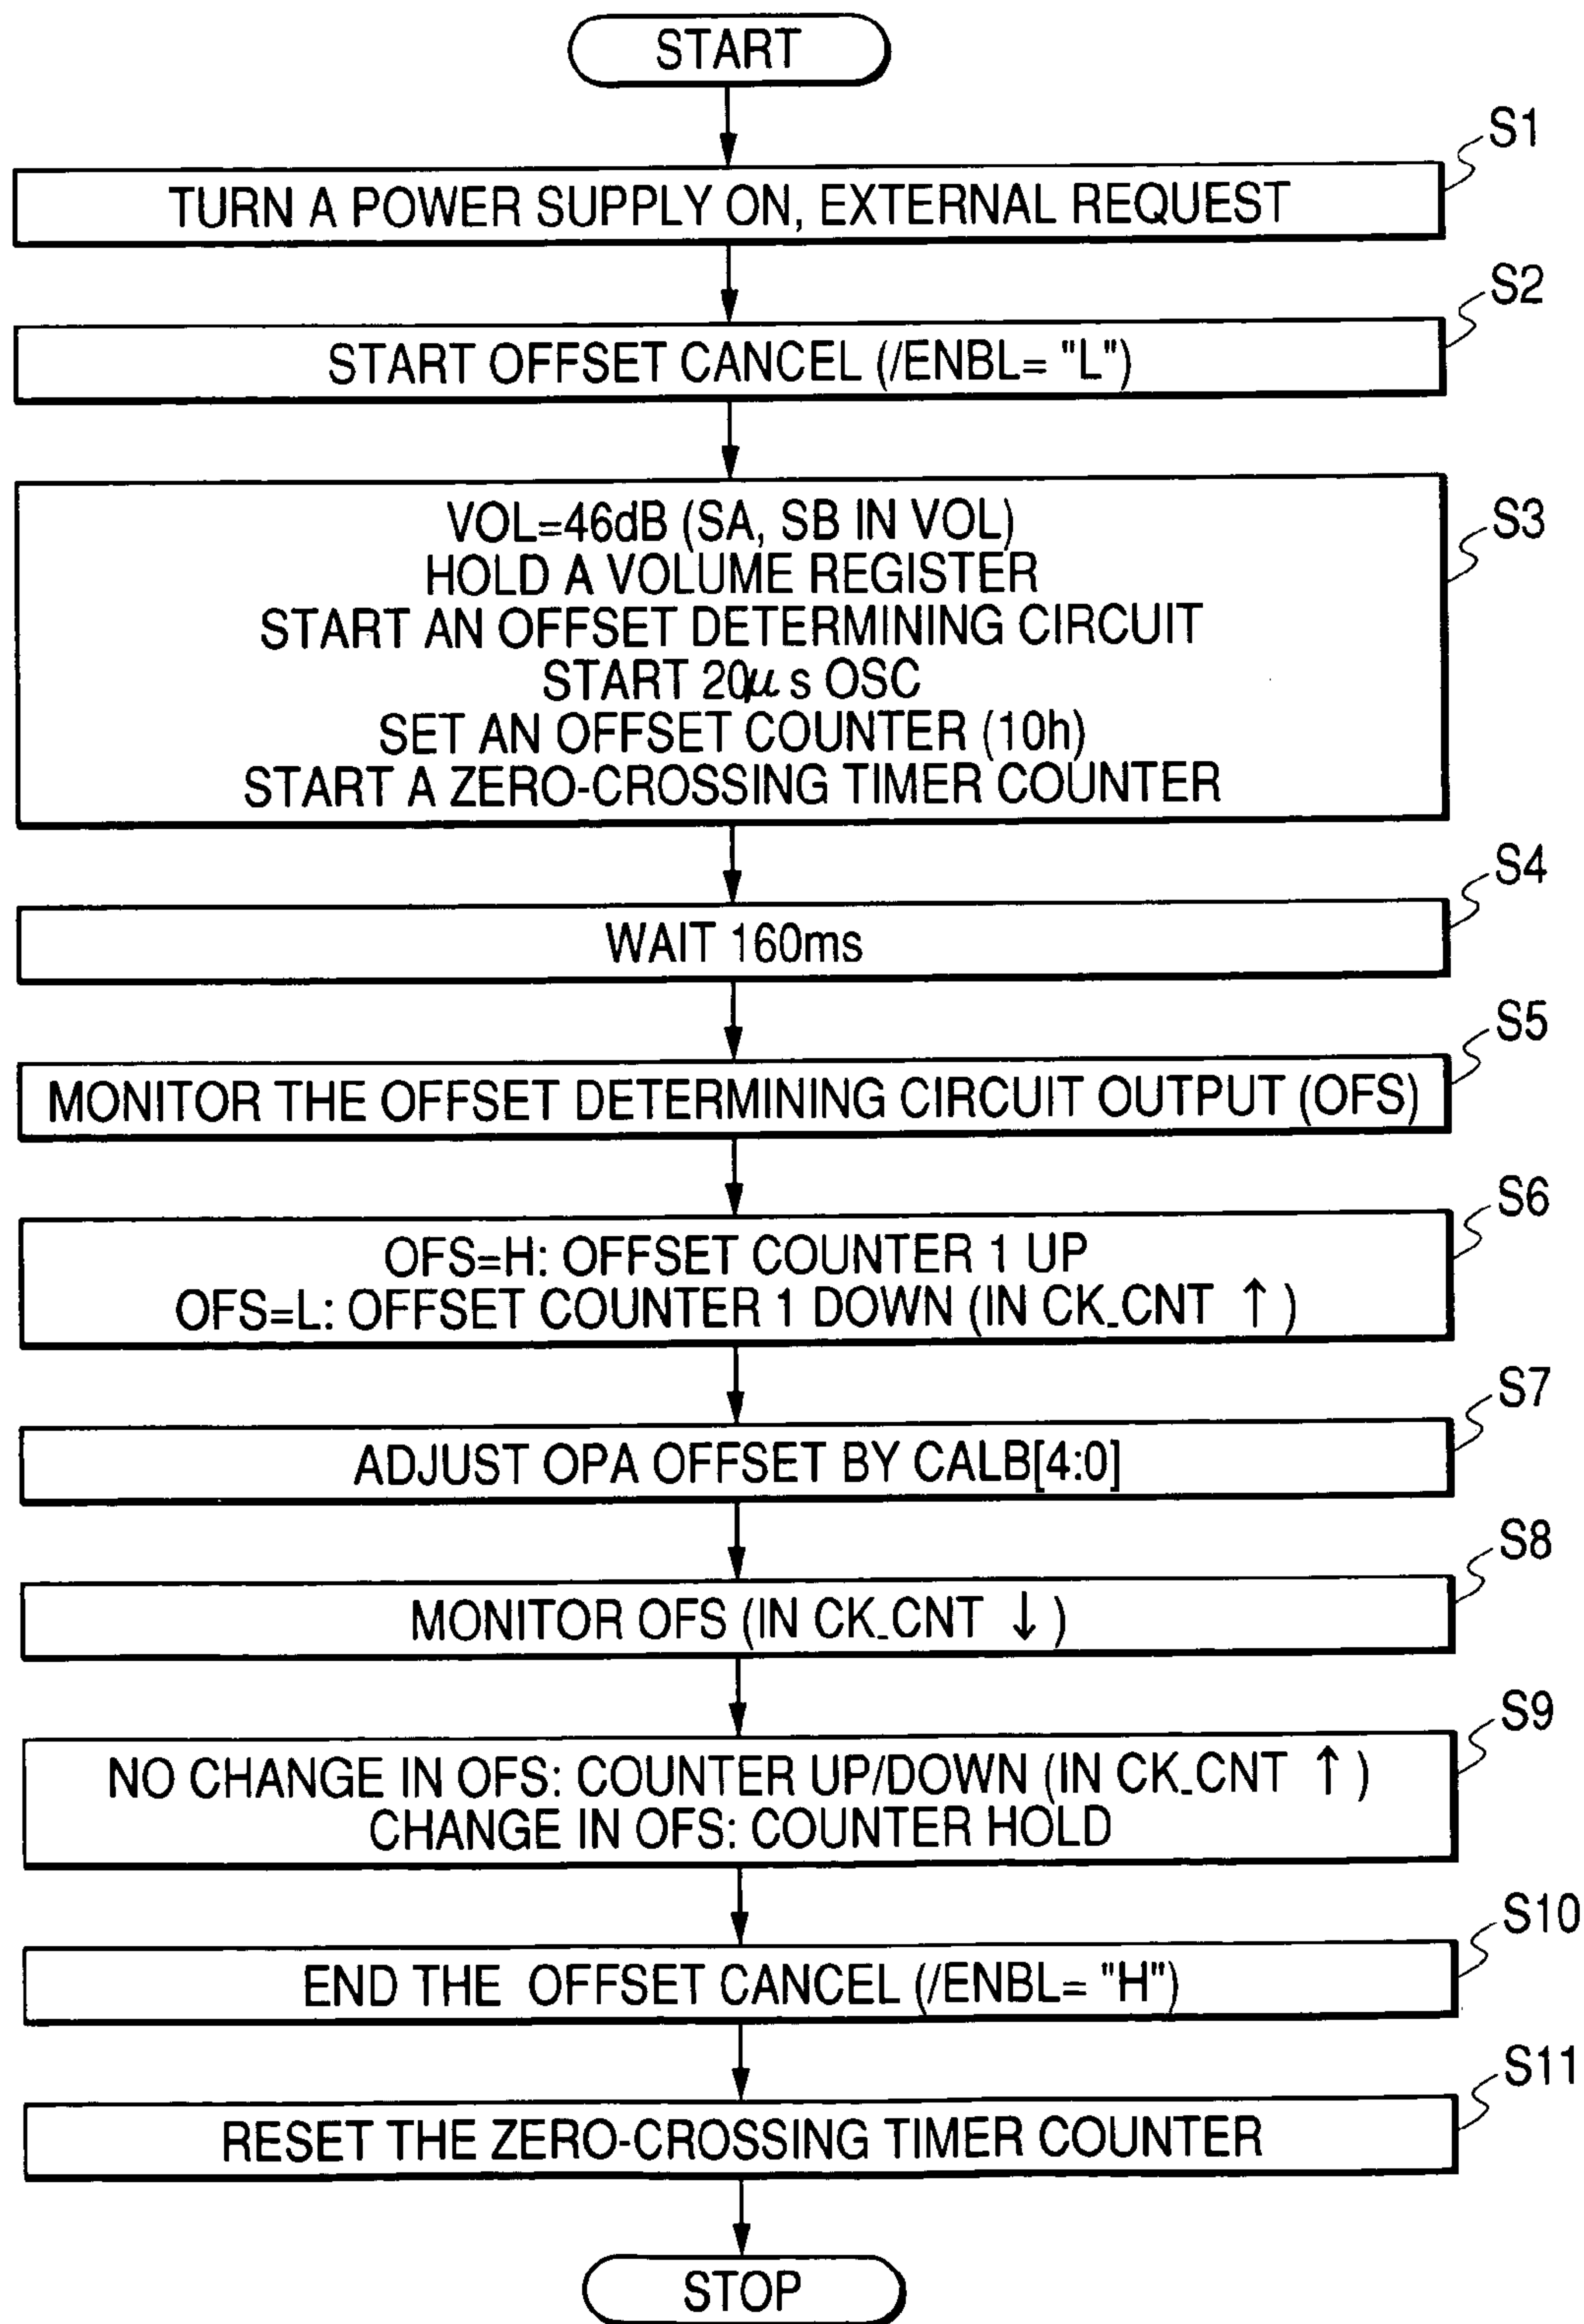 START
S1
TURN A POWER SUPPLY ON, EXTERNAL REQUEST
S2
START OFFSET CANCEL (/ENBL= "L")
S3
VOL=46dB (SA, SB IN VOL)
HOLD A VOLUME REGISTER
START AN OFFSET DETERMINING CIRCUIT
START 20μs OSC
SET AN OFFSET COUNTER (10h)
START A ZERO-CROSSING TIMER COUNTER
S4
WAIT 160ms
S5
MONITOR THE OFFSET DETERMINING CIRCUIT OUTPUT (OFS)
S6
OFS=H: OFFSET COUNTER 1 UP
OFS=L: OFFSET COUNTER 1 DOWN (IN CK_CNT ↑)
S7
ADJUST OPA OFFSET BY CALB[4:0]
S8
MONITOR OFS (IN CK_CNT ↓)
S9
NO CHANGE IN OFS: COUNTER UP/DOWN (IN CK_CNT ↑)
CHANGE IN OFS: COUNTER HOLD
S10
END THE OFFSET CANCEL (/ENBL= "H")
S11
RESET THE ZERO-CROSSING TIMER COUNTER
STOP